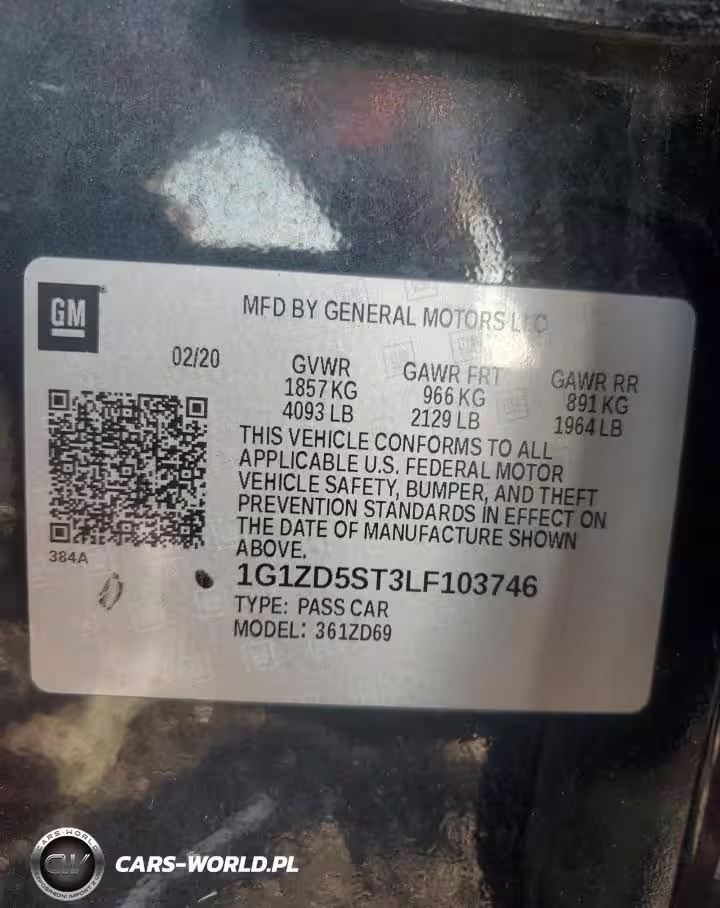 GM
MFD BY GENERAL MOTORS LLC
02/20
GVWR
1857 KG
4093 LB
GAWR FRT
966 KG
2129 LB
GAWR RR
891 KG
1964 LB
THIS VEHICLE CONFORMS TO ALL
APPLICABLE U.S. FEDERAL MOTOR
VEHICLE SAFETY, BUMPER, AND THEFT
PREVENTION STANDARDS IN EFFECT ON
THE DATE OF MANUFACTURE SHOWN
ABOVE.
384A
1G1ZD5ST3LF103746
TYPE: PASS CAR
MODEL: 361ZD69
CARS-WORLD
CW
CARS-WORLD.PL